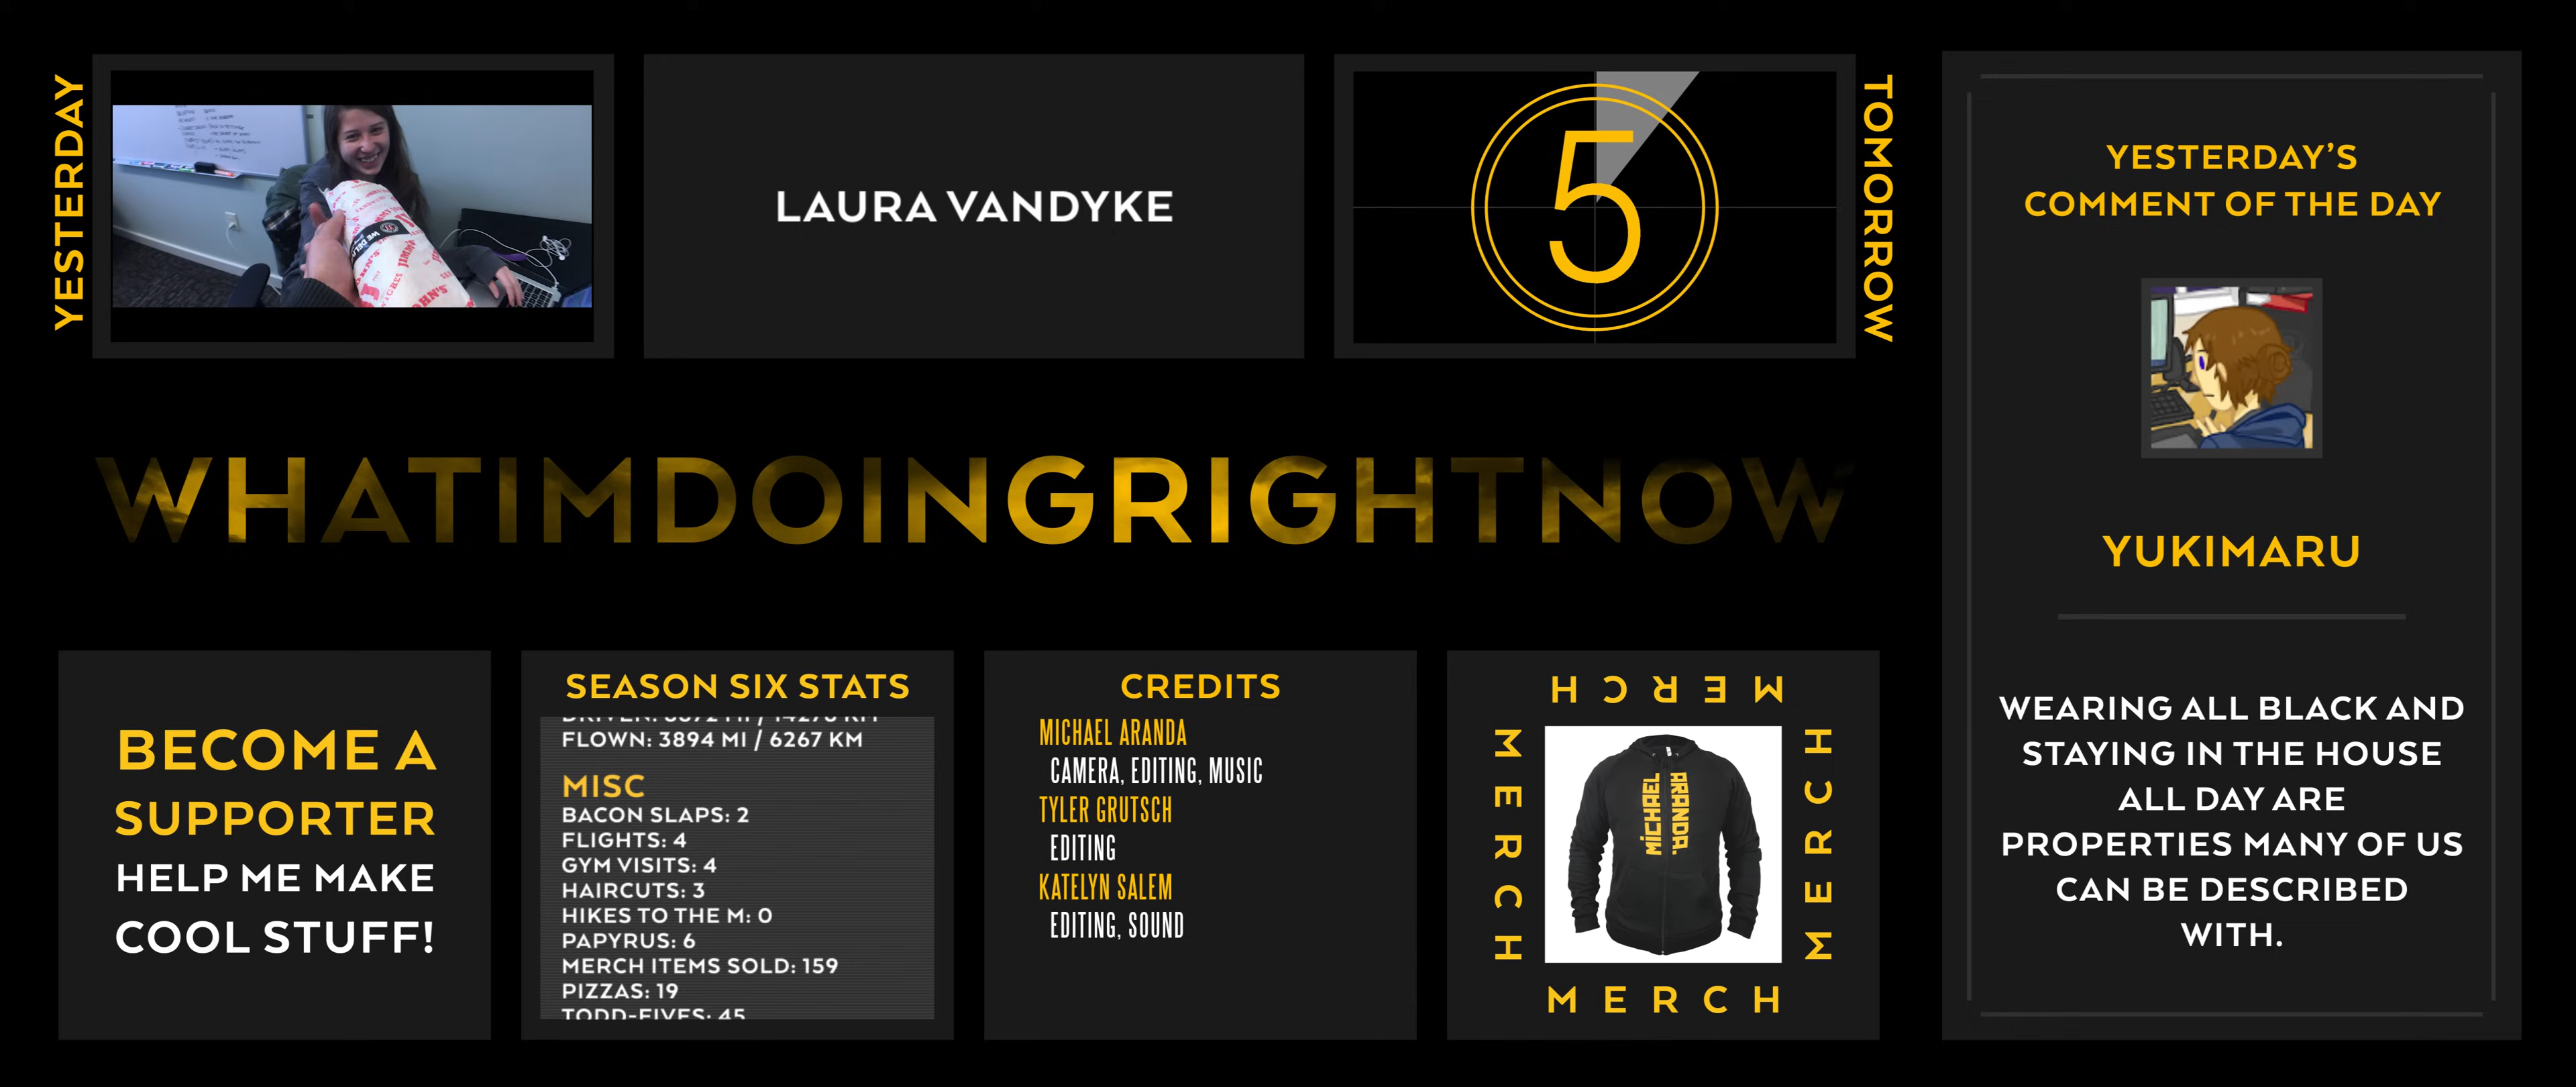 YESTERDAY
LAURA VANDYKE
5
TOMORROW
WHATIMDOINGRIGHTNOW
BECOME A
SUPPORTER
HELP ME MAKE
COOL STUFF!
SEASON SIX STATS
FLOWN: 3894 MI / 6267 KM
MISC
BACON SLAPS: 2
FLIGHTS: 4
GYM VISITS: 4
HAIRCUTS: 3
HIKES TO THE M: 0
PAPYRUS: 6
MERCH ITEMS SOLD: 159
PIZZAS: 19
TODD-FIVES: 45
CREDITS
MICHAEL ARANDA
CAMERA, EDITING, MUSIC
TYLER GRUTSCH
EDITING
KATELYN SALEM
EDITING, SOUND
MERCH
MERCH
MICHAEL
ARANDA.
MERCH
MERCH
YESTERDAY'S
COMMENT OF THE DAY
YUKIMARU
WEARING ALL BLACK AND
STAYING IN THE HOUSE
ALL DAY ARE
PROPERTIES MANY OF US
CAN BE DESCRIBED
WITH.